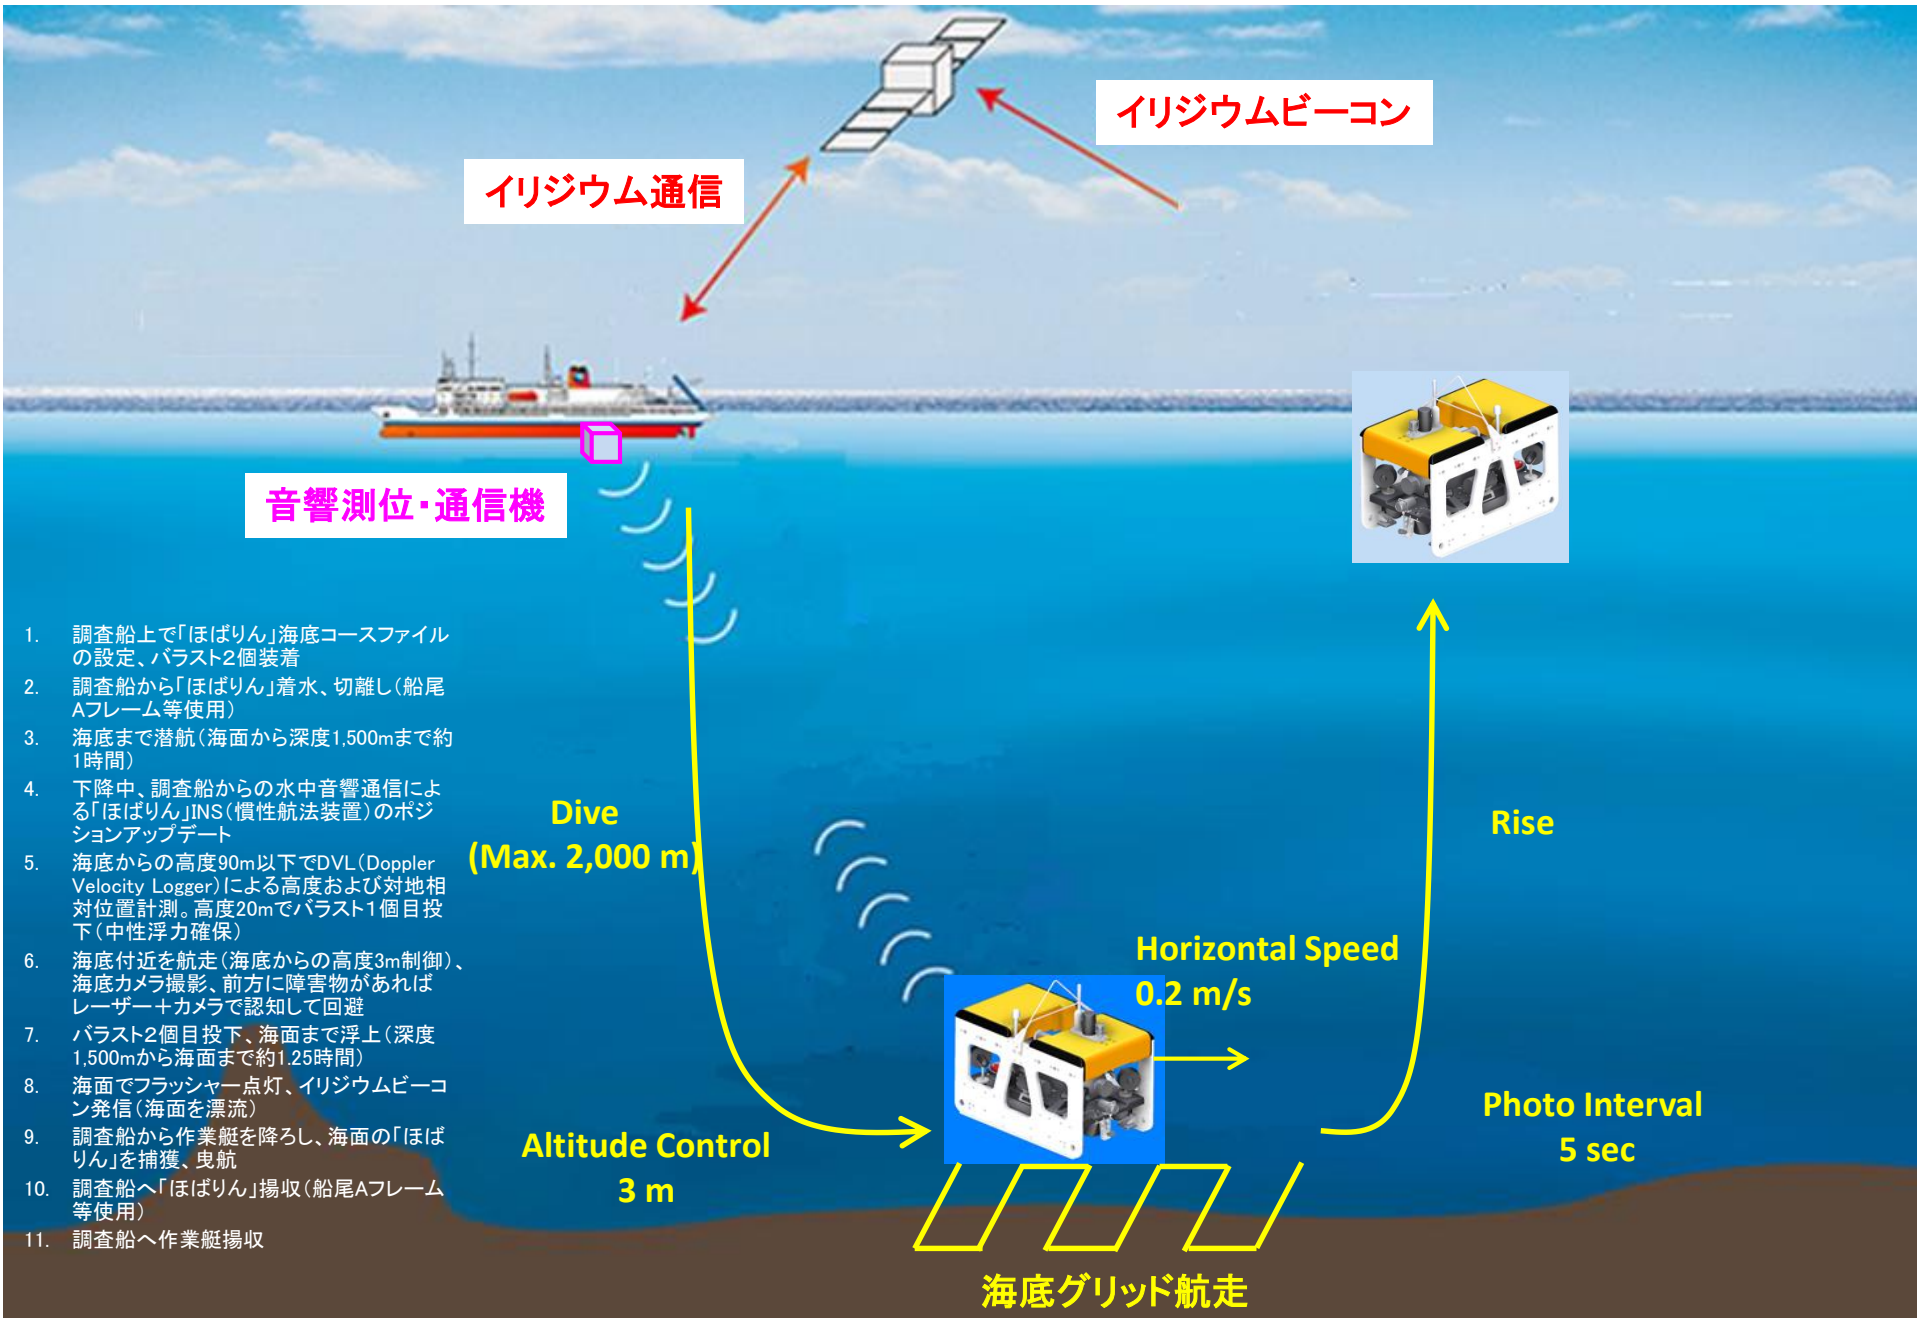 イリジウムビーコン
イリジウム通信
音響測位・通信機
1. 調査船上で「ほばりん」海底コースファイル
の設定、バラスト２個装着
2. 調査船から「ほばりん」着水、切離し（船尾
Aフレーム等使用）
3. 海底まで潜航（海面から深度1,500mまで約
1時間）
4. 下降中、調査船からの水中音響通信によ
る「ほばりん」INS（慣性航法装置）のポジ
ションアップデート
5. 海底からの高度90m以下でDVL（Doppler
Velocity Logger）による高度および対地相
対位置計測。高度20mでバラスト１個目投
下（中性浮力確保）
6. 海底付近を航走（海底からの高度3m制御）、
海底カメラ撮影、前方に障害物があれば
レーザー＋カメラで認知して回避
7. バラスト２個目投下、海面まで浮上（深度
1,500mから海面まで約1.25時間）
8. 海面でフラッシャー点灯、イリジウムビーコ
ン発信（海面を漂流）
9. 調査船から作業艇を降ろし、海面の「ほば
りん」を捕獲、曳航
10. 調査船へ「ほばりん」揚収（船尾Aフレーム
等使用）
11. 調査船へ作業艇揚収
Dive
(Max. 2,000 m)
Rise
Horizontal Speed
0.2 m/s
Altitude Control
3 m
Photo Interval
5 sec
海底グリッド航走